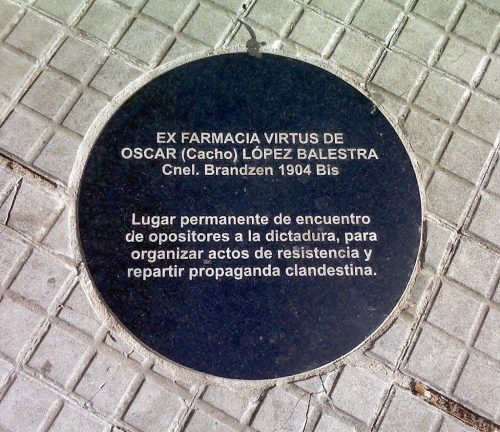 EX FARMACIA VIRTUS DE
OSCAR (Cacho) LÓPEZ BALESTRA
Cnel. Brandzen 1904 Bis
Lugar permanente de encuentro
de opositores a la dictadura, para
organizar actos de resistencia y
repartir propaganda clandestina.